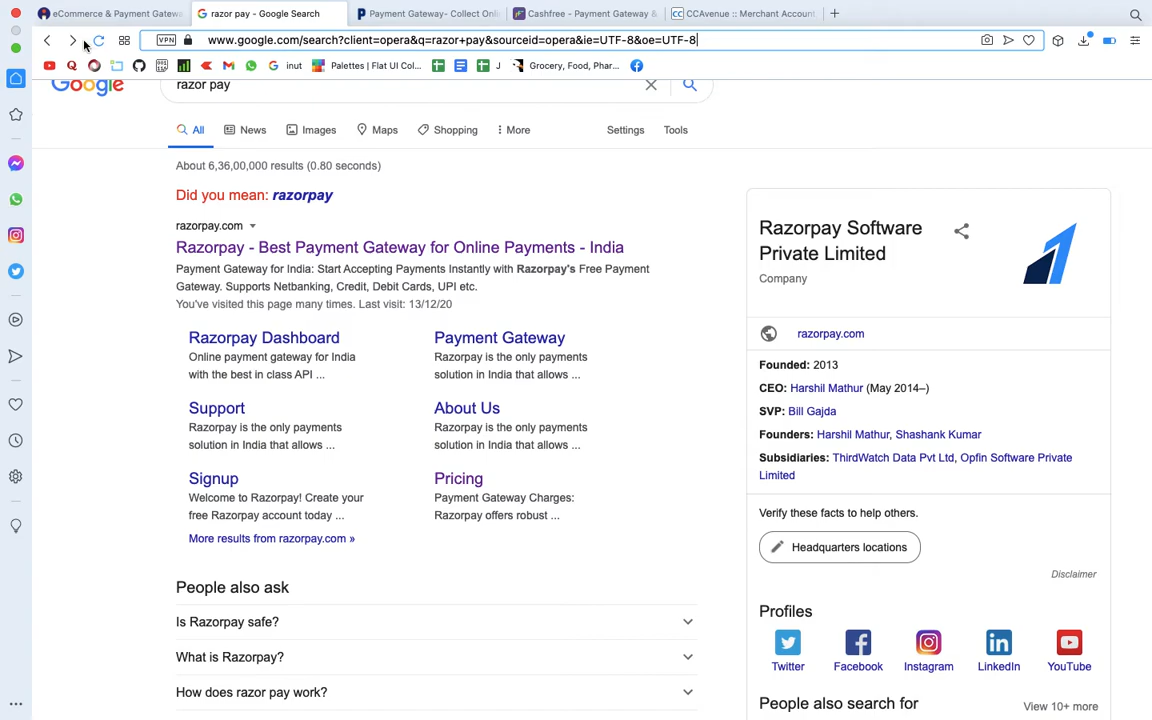 eCommerce & Payment Gatewa
razor pay - Google Search
Payment Gateway- Collect Onli
Cashfree - Payment Gateway &
CCAvenue :: Merchant Account
VPN www.google.com/search?client=opera&q=razor+pay&sourceid=opera&ie=UTF-8&oe=UTF-8
inut
Palettes | Flat UI Col...
J
Grocery, Food, Phar...
Google
razor pay
All
News
Images
Maps
Shopping
More
Settings
Tools
About 6,36,00,000 results (0.80 seconds)
Did you mean: razorpay
razorpay.com
Razorpay - Best Payment Gateway for Online Payments - India
Payment Gateway for India: Start Accepting Payments Instantly with Razorpay's Free Payment
Gateway. Supports Netbanking, Credit, Debit Cards, UPI etc.
You've visited this page many times. Last visit: 13/12/20
Razorpay Dashboard
Online payment gateway for India
with the best in class API ...
Payment Gateway
Razorpay is the only payments
solution in India that allows ...
Support
Razorpay is the only payments
solution in India that allows ...
About Us
Razorpay is the only payments
solution in India that allows ...
Signup
Welcome to Razorpay! Create your
free Razorpay account today ...
Pricing
Payment Gateway Charges:
Razorpay offers robust ...
More results from razorpay.com »
People also ask
Is Razorpay safe?
What is Razorpay?
How does razor pay work?
Razorpay Software
Private Limited
Company
razorpay.com
Founded: 2013
CEO: Harshil Mathur (May 2014–)
SVP: Bill Gajda
Founders: Harshil Mathur, Shashank Kumar
Subsidiaries: ThirdWatch Data Pvt Ltd, Opfin Software Private
Limited
Verify these facts to help others.
Headquarters locations
Disclaimer
Profiles
Twitter
Facebook
Instagram
LinkedIn
YouTube
People also search for
View 10+ more